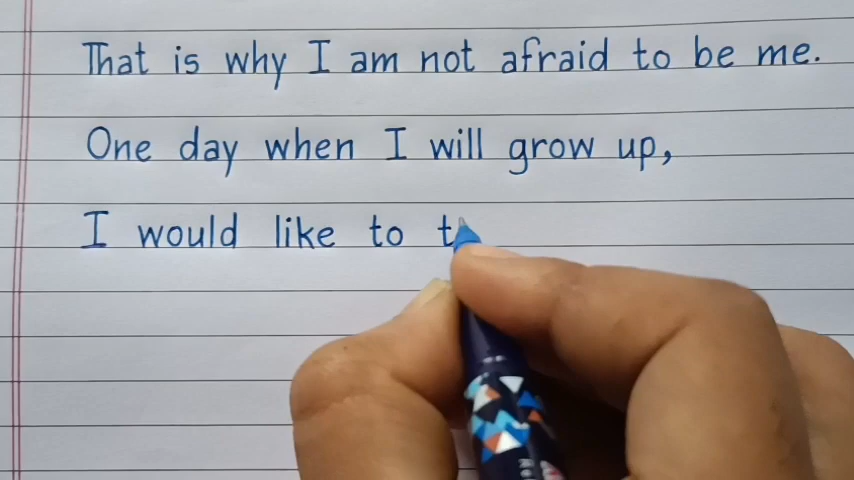 That is why I am not afraid to be me.
One day when I will grow up,
I would like to t